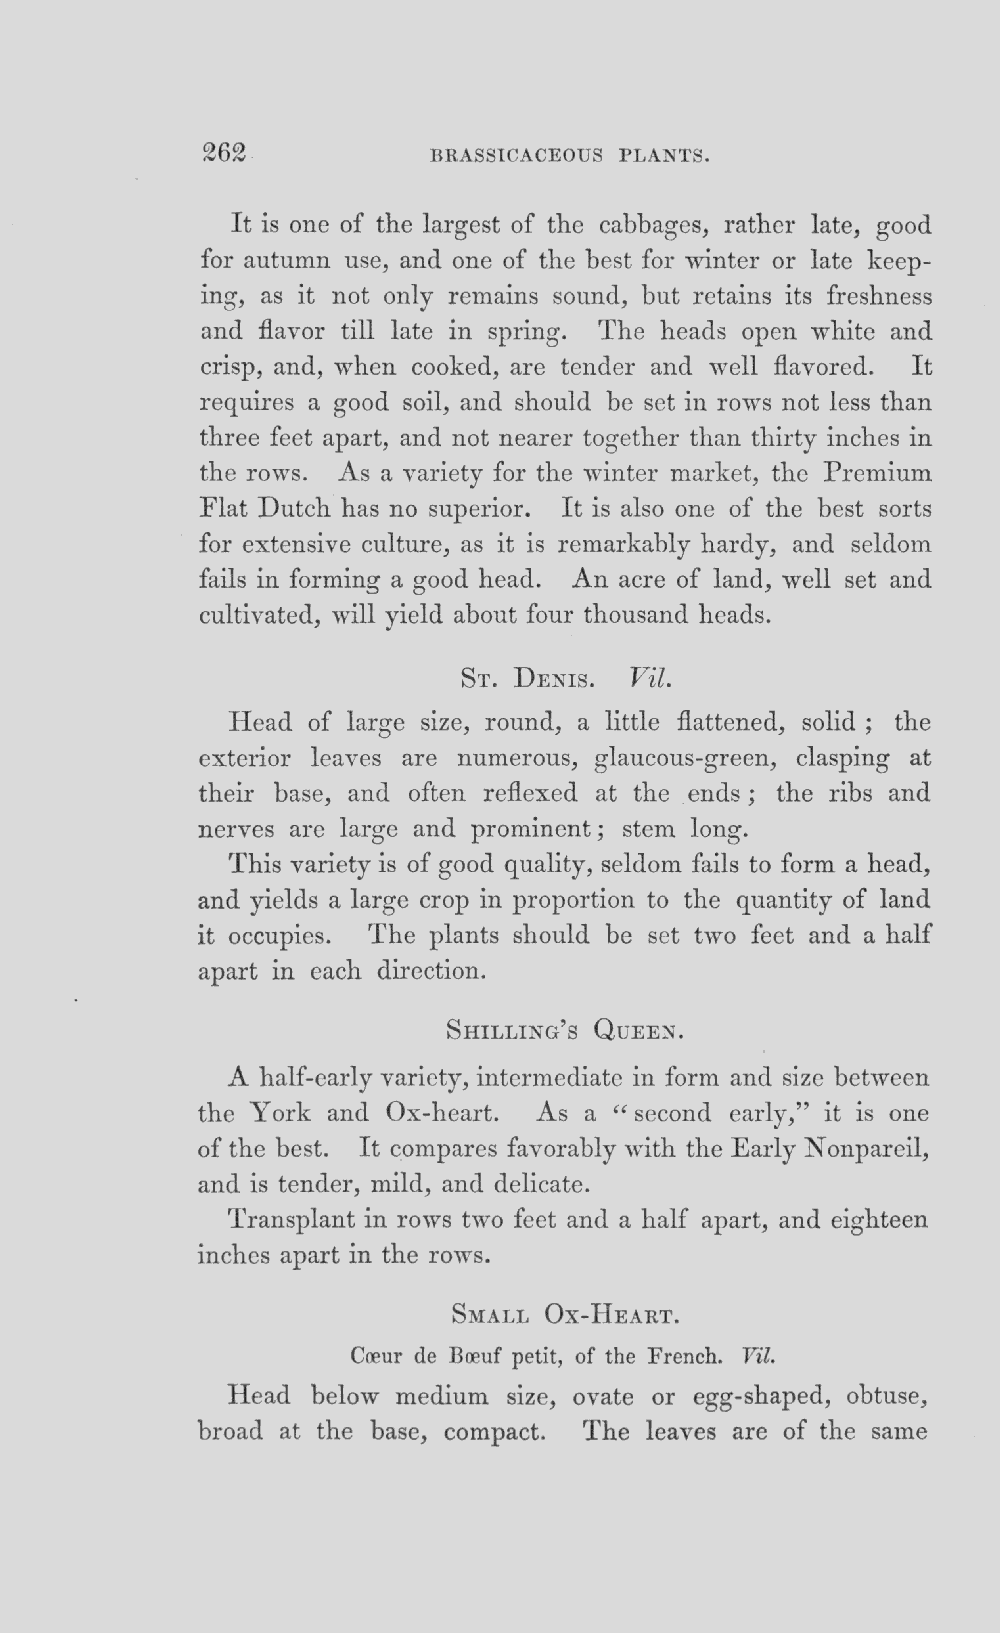 262 BRASSICACEOUS PLANTS.
It is one of the largest of the cabbages, rather late, good
for autumn use, and one of the best for winter or late keep-
ing, as it not only remains sound, but retains its freshness
and flavor till late in spring. The heads open white and
crisp, and, when cooked, are tender and well flavored. It
requires a good soil, and should be set in rows not less than
three feet apart, and not nearer together than thirty inches in
the rows. As a variety for the winter market, the Premium
Flat Dutch has no superior. It is also one of the best sorts
for extensive culture, as it is remarkably hardy, and seldom
fails in forming a good head. An acre of land, well set and
cultivated, will yield about four thousand heads.
ST. DENIS. Vil.
Head of large size, round, a little flattened, solid ; the
exterior leaves are numerous, glaucous-green, clasping at
their base, and often reflexed at the ends ; the ribs and
nerves are large and prominent ; stem long.
This variety is of good quality, seldom fails to form a head,
and yields a large crop in proportion to the quantity of land
it occupies. The plants should be set two feet and a half
apart in each direction.
SHILLING'S QUEEN.
A half-early variety, intermediate in form and size between
the York and Ox-heart. As a “ second early,” it is one
of the best. It compares favorably with the Early Nonpareil,
and is tender, mild, and delicate.
Transplant in rows two feet and a half apart, and eighteen
inches apart in the rows.
SMALL OX-HEART.
Cœur de Bœuf petit, of the French. Vil.
Head below medium size, ovate or egg-shaped, obtuse,
broad at the base, compact. The leaves are of the same